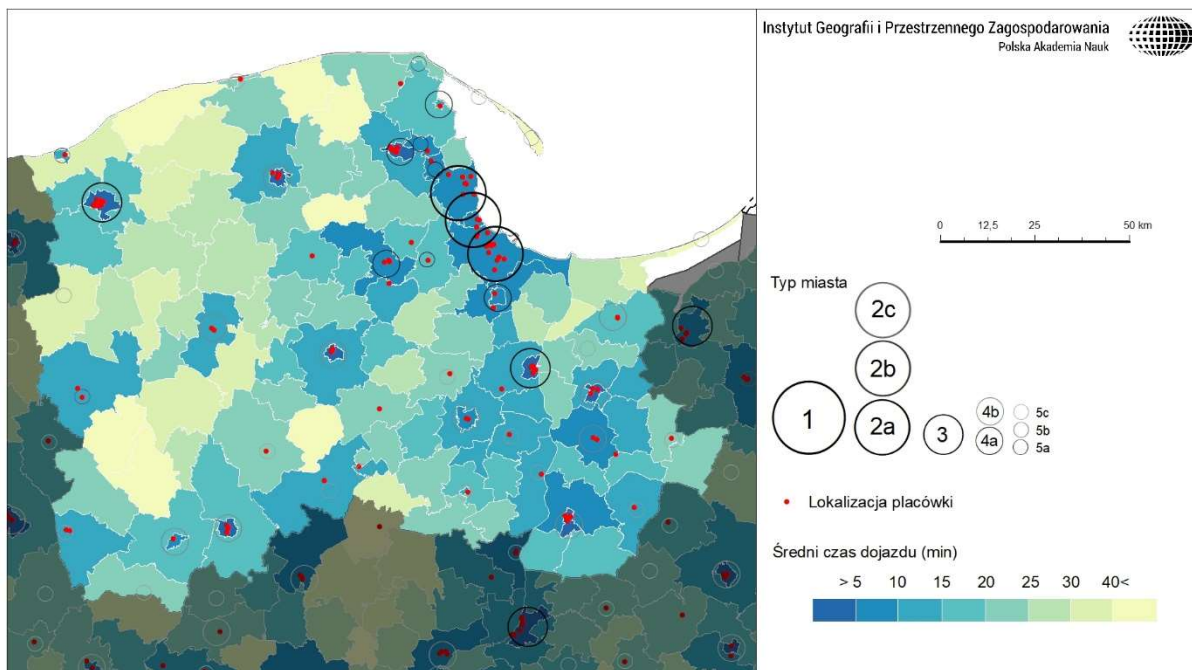 Instytut Geografii i Przestrzennego Zagospodarowania
Polska Akademia Nauk
0 12,5 25 50 km
Typ miasta
2c
2b
1
2a
3
4b
4a
5c
5b
5a
Lokalizacja placówki
Średni czas dojazdu (min)
> 5 10 15 20 25 30 40<